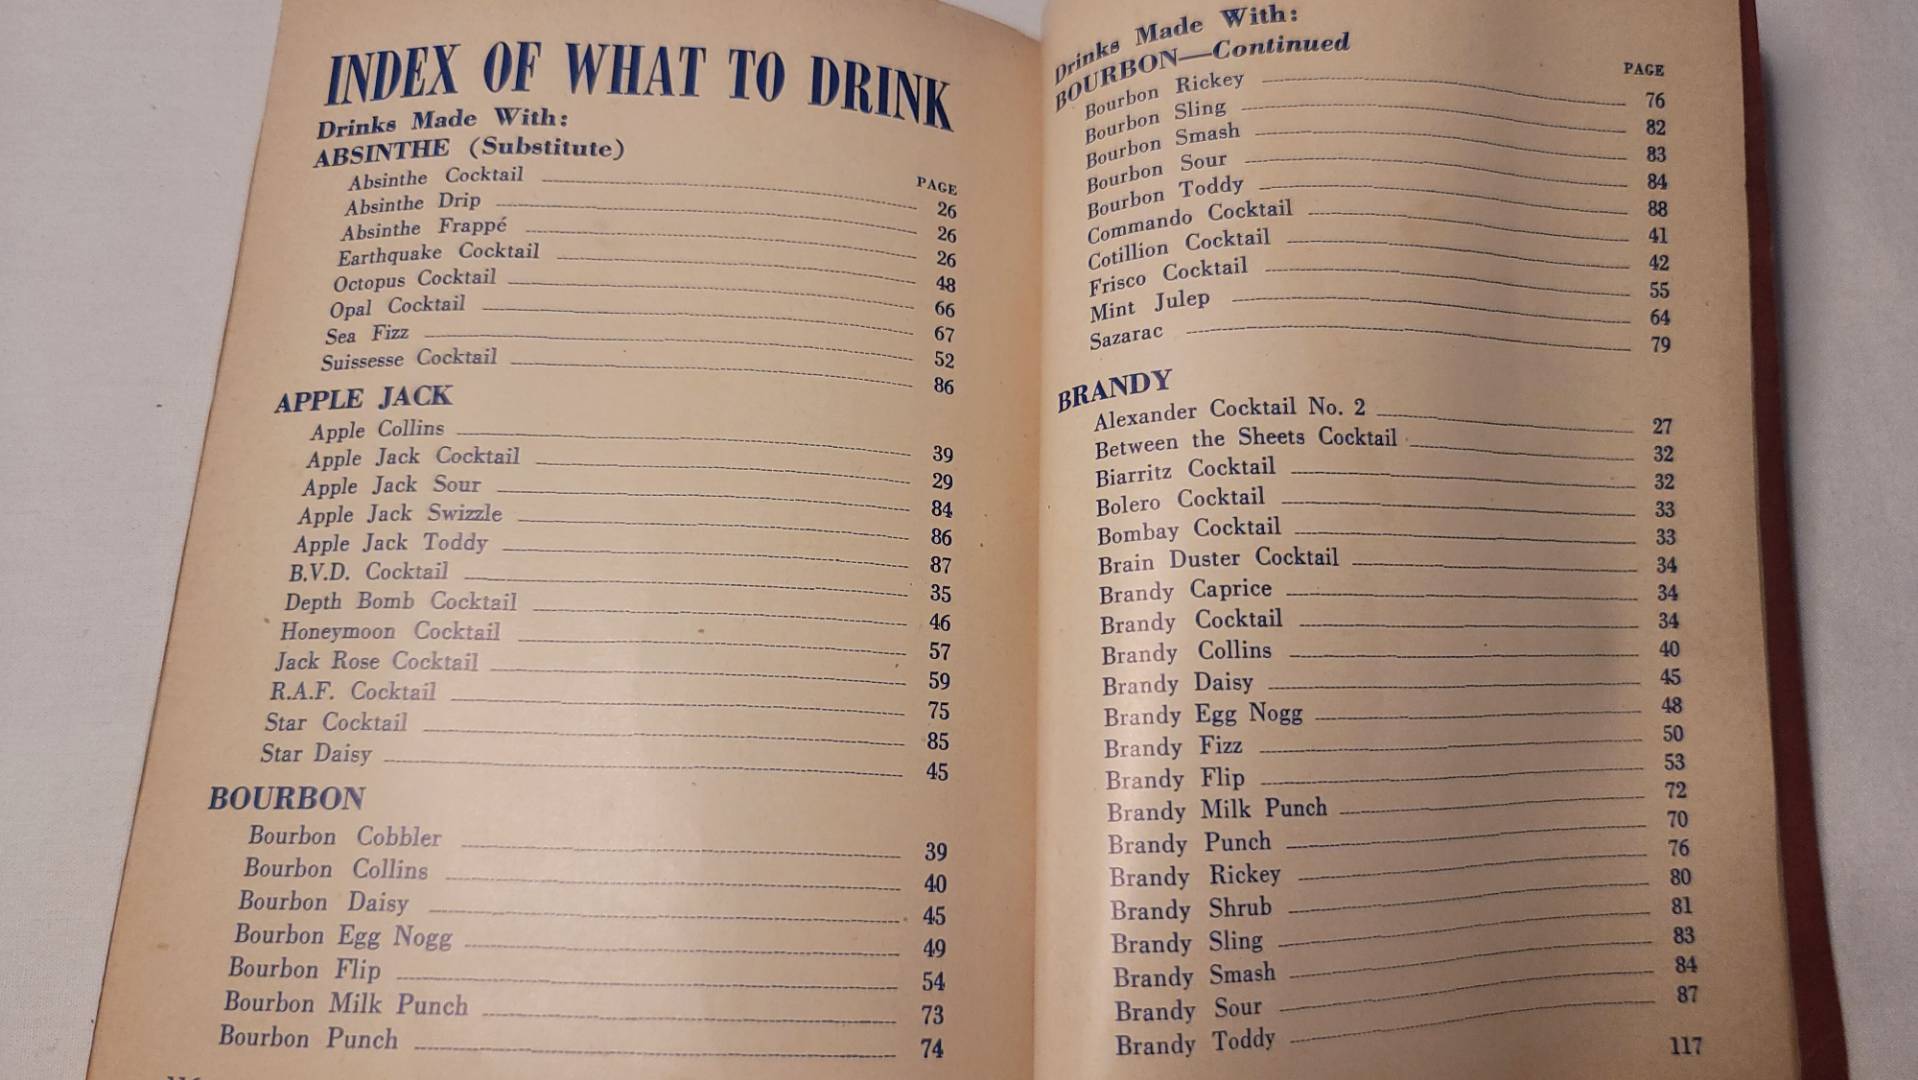 INDEX OF WHAT TO DRINK
Drinks Made With:
ABSINTHE (Substitute)
PAGE
Absinthe Cocktail 26
Absinthe Drip 26
Absinthe Frappé 26
Earthquake Cocktail 48
Octopus Cocktail 66
Opal Cocktail 67
Sea Fizz 52
Suissesse Cocktail 86
APPLE JACK
Apple Collins 39
Apple Jack Cocktail 29
Apple Jack Sour 84
Apple Jack Swizzle 86
Apple Jack Toddy 87
B.V.D. Cocktail 35
Depth Bomb Cocktail 46
Honeymoon Cocktail 57
Jack Rose Cocktail 59
R.A.F. Cocktail 75
Star Cocktail 85
Star Daisy 45
BOURBON
Bourbon Cobbler 39
Bourbon Collins 40
Bourbon Daisy 45
Bourbon Egg Nogg 49
Bourbon Flip 54
Bourbon Milk Punch 73
Bourbon Punch 74
Drinks Made With:
BOURBON—Continued
PAGE
Bourbon Rickey 76
Bourbon Sling 82
Bourbon Smash 83
Bourbon Sour 84
Bourbon Toddy 88
Commando Cocktail 41
Cotillion Cocktail 42
Frisco Cocktail 55
Mint Julep 64
Sazarac 79
BRANDY
Alexander Cocktail No. 2 27
Between the Sheets Cocktail 32
Biarritz Cocktail 32
Bolero Cocktail 33
Bombay Cocktail 33
Brain Duster Cocktail 34
Brandy Caprice 34
Brandy Cocktail 34
Brandy Collins 40
Brandy Daisy 45
Brandy Egg Nogg 48
Brandy Fizz 50
Brandy Flip 53
Brandy Milk Punch 72
Brandy Punch 70
Brandy Rickey 76
Brandy Shrub 80
Brandy Sling 81
Brandy Smash 83
Brandy Sour 84
Brandy Toddy 87
117